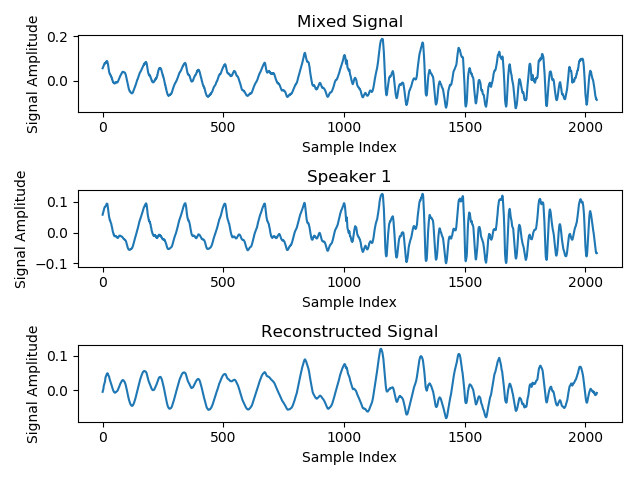 Mixed Signal
Signal Amplitude
0.2
0.0
0
500
1000
1500
2000
Sample Index
Speaker 1
Signal Amplitude
0.1
0.0
−0.1
0
500
1000
1500
2000
Sample Index
Reconstructed Signal
Signal Amplitude
0.1
0.0
0
500
1000
1500
2000
Sample Index